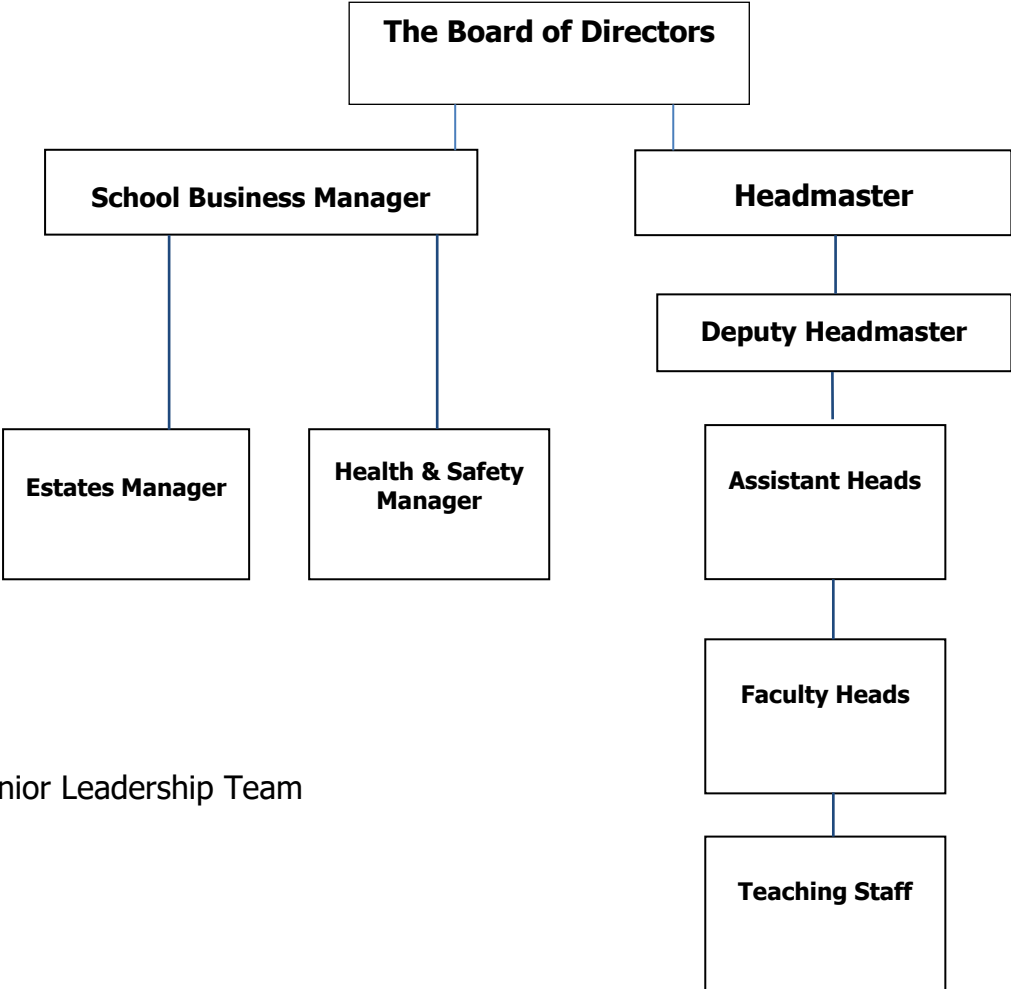 The Board of Directors
School Business Manager
Headmaster
Deputy Headmaster
Estates Manager
Health & Safety
Manager
Assistant Heads
Faculty Heads
nior Leadership Team
Teaching Staff